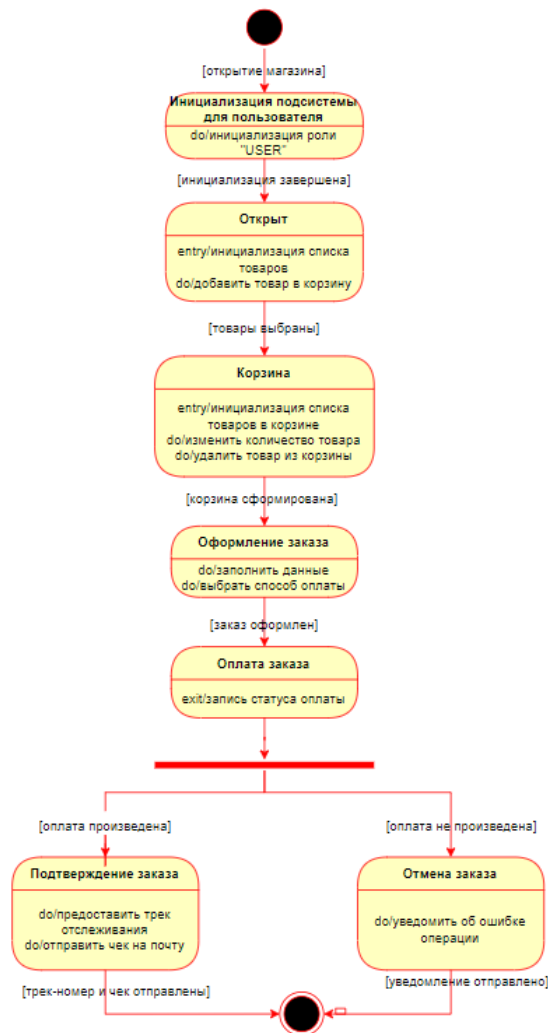 [открытие магазина]
Инициализация подсистемы
для пользователя
do/инициализация роли
"USER"
[инициализация завершена]
Открыт
entry/инициализация списка
товаров
do/добавить товар в корзину
[товары выбраны]
Корзина
entry/инициализация списка
товаров в корзине
do/изменить количество товара
do/удалить товар из корзины
[корзина сформирована]
Оформление заказа
do/заполнить данные
do/выбрать способ оплаты
[заказ оформлен]
Оплата заказа
exit/запись статуса оплаты
[оплата произведена]
[оплата не произведена]
Подтверждение заказа
do/предоставить трек
отслеживания
do/отправить чек на почту
Отмена заказа
do/уведомить об ошибке
операции
[трек-номер и чек отправлены]
[уведомление отправлено]